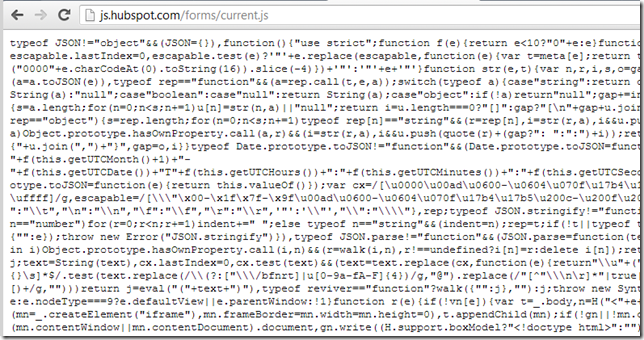 js.hubspot.com/forms/current.js
typeof JSON!="object"&&(JSON={}),function(){"use strict";function f(e){return e<10?"0"+e:e}functio
escapable.lastIndex=0,escapable.test(e)?'"'+e.replace(escapable,function(e){var t=meta[e];return
("0000"+e.charCodeAt(0).toString(16)).slice(-4)})+'"':'"'+e+'"'}function str(e,t){var n,r,i,s,o=ga
(a=a.toJSON(e)),typeof rep=="function"&&(a=rep.call(t,e,a));switch(typeof a){case"string":return
String(a):"null";case"boolean":case"null":return String(a);case"object":if(!a)return"null";gap+=in
{s=a.length;for(n=0;n<s;n+=1)u[n]=str(n,a)||"null";return i=u.length===0?"[]":gap?"[\n"+gap+u.join
rep=="object"){s=rep.length;for(n=0;n<s;n+=1)typeof rep[n]=="string"&&(r=rep[n],i=str(r,a),i&&u.pu
a)Object.prototype.hasOwnProperty.call(a,r)&&(i=str(r,a),i&&u.push(quote(r)+(gap?": ":":")+i));re
{"+u.join(",")+"}",gap=o,i}}typeof Date.prototype.toJSON!="function"&&(Date.prototype.toJSON=funct
"+f(this.getUTCMonth()+1)+"-
"+f(this.getUTCDate())+"T"+f(this.getUTCHours())+":"+f(this.getUTCMinutes())+":"+f(this.getUTCSeco
otype.toJSON=function(e){return this.valueOf()});var cx=/[\u0000\u00ad\u0600-\u0604\u070f\u17b4\u1
\uffff]/g,escapable=/[\\\"\x00-\x1f\x7f-\x9f\u00ad\u0600-\u0604\u070f\u17b4\u17b5\u200c-\u200f\u20
":"\\t","\n":"\\n","\f":"\\f","\r":"\\r",'"':'\\"',"\\":"\\\\"},rep;typeof JSON.stringify!="functi
n=="number")for(r=0;r<n;r+=1)indent+=" ";else typeof n=="string"&&(indent=n);rep=t;if(!t||typeof t
{"":e});throw new Error("JSON.stringify")}),typeof JSON.parse!="function"&&(JSON.parse=function(t
in i)Object.prototype.hasOwnProperty.call(i,n)&&(r=walk(i,n),r!==undefined?i[n]=r:delete i[n]);ret
j;text=String(text),cx.lastIndex=0,cx.test(text)&&(text=text.replace(cx,function(e){return"\\u"+("
{}\s]*$/.test(text.replace(/\\(?:["\\\/bfnrt]|u[0-9a-fA-F]{4})/g,"@").replace(/"[^"\\\n\r]*"|true|
[)+/g,"")))return j=eval("("+text+")"),typeof reviver=="function"?walk({"":j},""):j;throw new Synt
e:e.nodeType===9?e.defaultView||e.parentWindow:!1}function r(e){if(!vn[e]){var t=_.body,n=H("<"+e+
(mn=_.createElement("iframe"),mn.frameBorder=mn.width=mn.height=0),t.appendChild(mn);if(!gn||!mn.c
(mn.contentWindow||mn.contentDocument).document,gn.write((H.support.boxModel?"<!doctype html>":"")